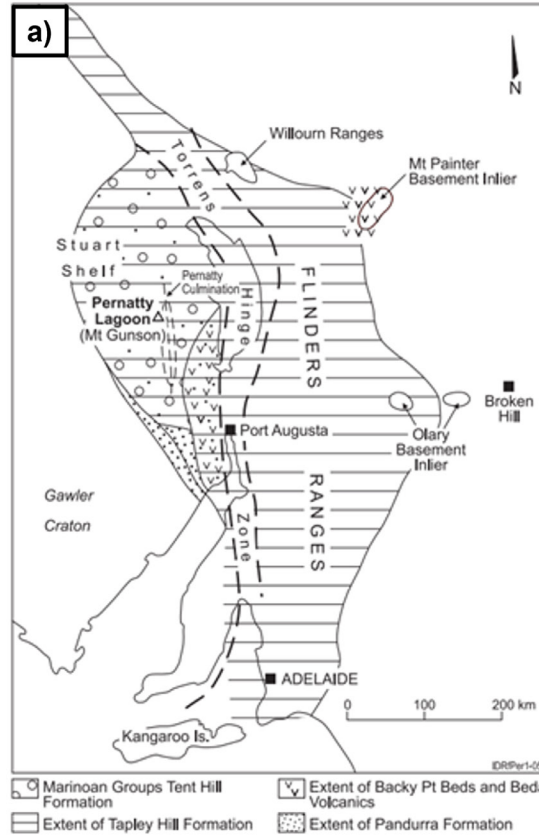 a)
N
Willourn Ranges
Mt Painter
Basement Inlier
Torrens
Stuart
Shelf
Pernatty
Culmination
Pernatty
Lagoon
(Mt Gunson)
Hinge
FLINDERS
Broken
Hill
Port Augusta
Olary
Basement
Inlier
Gawler
Craton
Zone
RANGES
ADELAIDE
0 100 200 km
Kangaroo Is.
Marinoan Groups Tent Hill
Formation
Extent of Backy Pt Beds and Beda
Volcanics
Extent of Tapley Hill Formation
Extent of Pandurra Formation